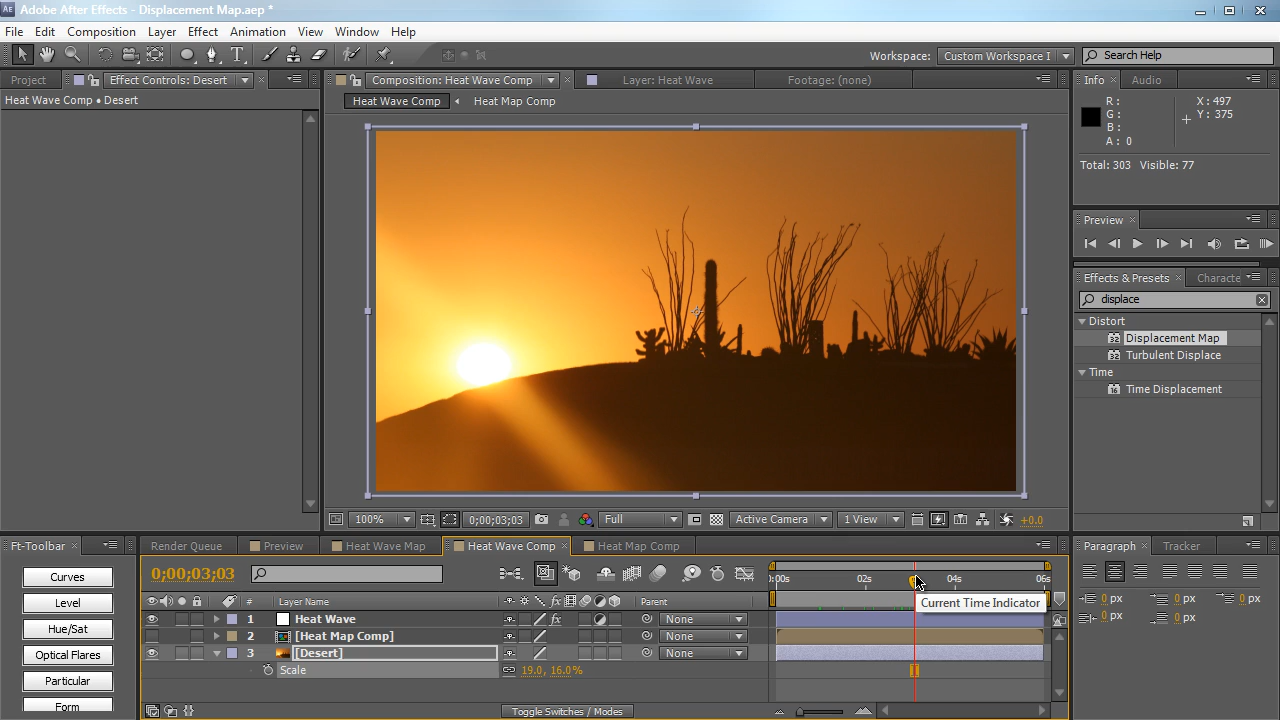 Ae Adobe After Effects - Displacement Map.aep *
File Edit Composition Layer Effect Animation View Window Help
T Workspace: Custom Workspace I Search Help
Project Effect Controls: Desert Composition: Heat Wave Comp Layer: Heat Wave Footage: (none) Info Audio
Heat Wave Comp • Desert Heat Wave Comp Heat Map Comp
R : X : 497
G : Y : 375
B :
A : 0
Total: 303 Visible: 77
Preview
Effects & Presets Characte
displace
Distort
32 Displacement Map
32 Turbulent Displace
Time
16 Time Displacement
100% 0;00;03;03 Full Active Camera 1 View +0.0
Ft-Toolbar Render Queue Preview Heat Wave Map Heat Wave Comp Heat Map Comp Paragraph Tracker
Curves
Level
Hue/Sat
Optical Flares
Particular
Form
0;00;03;03
):00s 02s 04s 06s
Current Time Indicator
# Layer Name fx Parent
1 Heat Wave fx None
2 [Heat Map Comp] None
3 [Desert] None
Scale 19.0, 16.0%
Toggle Switches / Modes
0 px 0 px 0 px
0 px 0 px